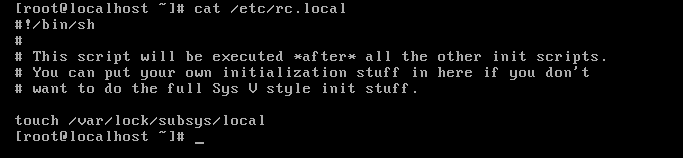 [root@localhost ~]# cat /etc/rc.local
#!/bin/sh
#
# This script will be executed *after* all the other init scripts.
# You can put your own initialization stuff in here if you don't
# want to do the full Sys V style init stuff.
touch /var/lock/subsys/local
[root@localhost ~]# _